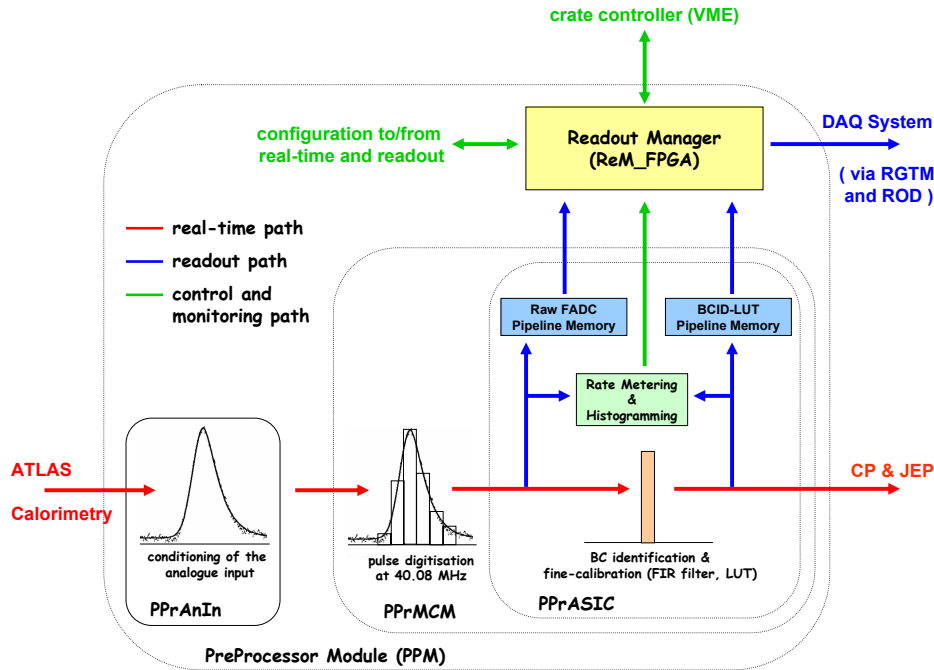 crate controller (VME)
Readout Manager
(ReM_FPGA)
DAQ System
( via RGTM
and ROD )
configuration to/from
real-time and readout
real-time path
readout path
control and
monitoring path
Raw FADC
Pipeline Memory
BCID-LUT
Pipeline Memory
Rate Metering
&
Histogramming
ATLAS
Calorimetry
CP & JEP
conditioning of the
analogue input
PPrAnIn
pulse digitisation
at 40.08 MHz
PPrMCM
BC identification &
fine-calibration (FIR filter, LUT)
PPrASIC
PreProcessor Module (PPM)